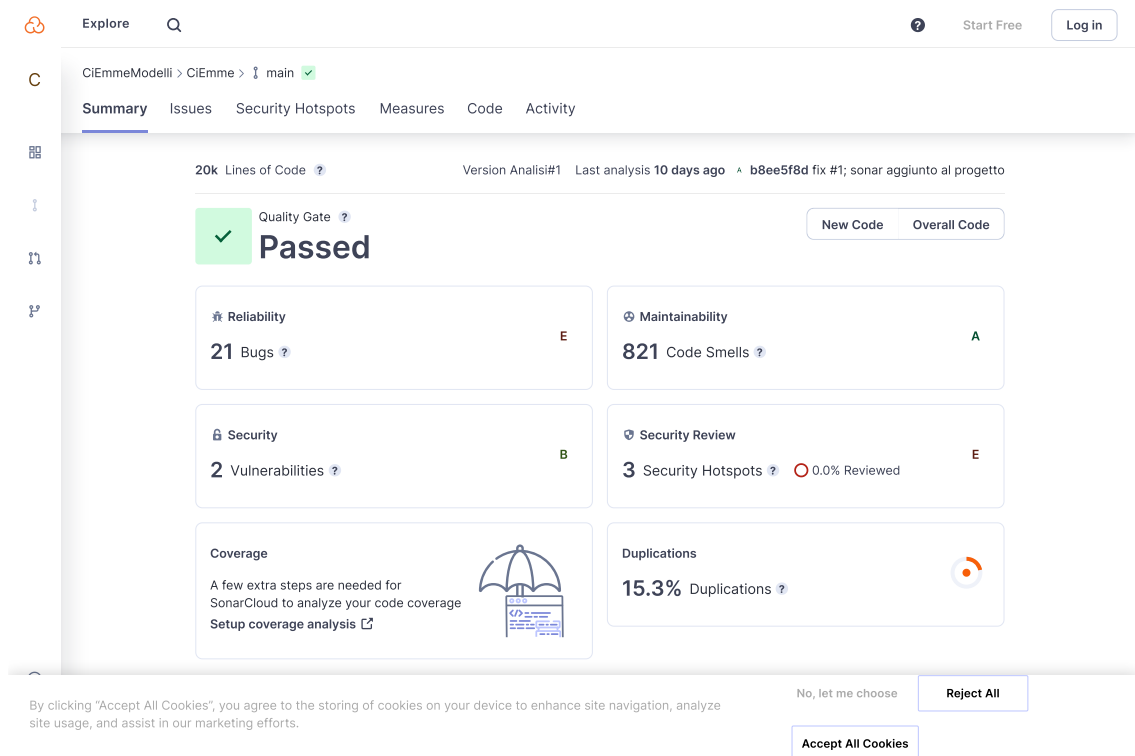 Explore
Start Free
Log in
C
CiEmmeModelli
CiEmme
main
Summary
Issues
Security Hotspots
Measures
Code
Activity
20k Lines of Code ?
Version Analisi#1 Last analysis 10 days ago A b8ee5f8d fix #1; sonar aggiunto al progetto
Quality Gate ?
Passed
New Code
Overall Code
Reliability
21 Bugs ?
E
Maintainability
821 Code Smells ?
A
Security
2 Vulnerabilities ?
B
Security Review
3 Security Hotspots ?
0.0% Reviewed
E
Coverage
A few extra steps are needed for
SonarCloud to analyze your code coverage
Setup coverage analysis
Duplications
15.3% Duplications ?
By clicking “Accept All Cookies”, you agree to the storing of cookies on your device to enhance site navigation, analyze
site usage, and assist in our marketing efforts.
No, let me choose
Reject All
Accept All Cookies